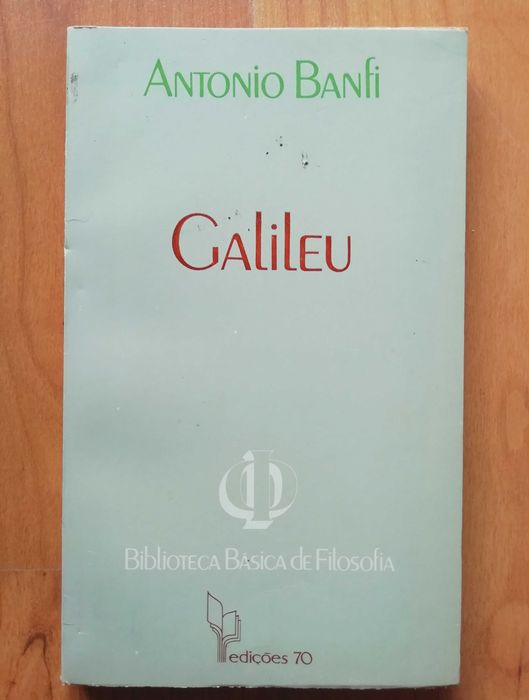 Antonio Banfi
Galileu
Biblioteca Básica de Filosofia
edições 70